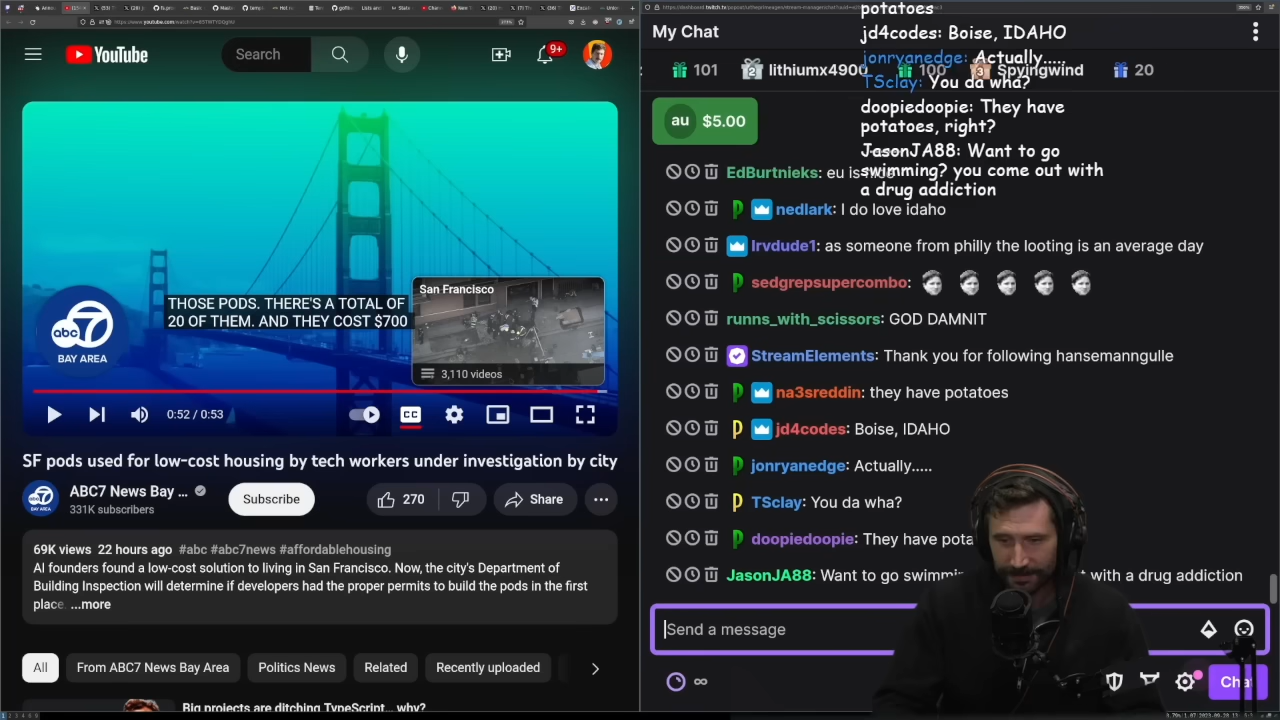 YouTube
Search
9+
THOSE PODS. THERE'S A TOTAL OF
20 OF THEM. AND THEY COST $700
San Francisco
3,110 videos
abc 7
BAY AREA
0:52 / 0:53
CC
SF pods used for low-cost housing by tech workers under investigation by city
ABC7 News Bay ...
331K subscribers
Subscribe
270
Share
69K views 22 hours ago #abc #abc7news #affordablehousing
AI founders found a low-cost solution to living in San Francisco. Now, the city's Department of
Building Inspection will determine if developers had the proper permits to build the pods in the first
place. ...more
All
From ABC7 News Bay Area
Politics News
Related
Recently uploaded
Big projects are ditching TypeScript... why?
My Chat
101
2
lithiumx4900
100
3
Spyingwind
20
au $5.00
potatoes
jd4codes: Boise, IDAHO
jonryanedge: Actually.....
TSclay: You da wha?
doopiedoopie: They have
potatoes, right?
JasonJA88: Want to go
swimming? you come out with
a drug addiction
EdBurtnieks: eu is nice
nedlark: I do love idaho
lrvdude1: as someone from philly the looting is an average day
sedgrepsupercombo:
runns_with_scissors: GOD DAMNIT
StreamElements: Thank you for following hansemanngulle
na3sreddin: they have potatoes
jd4codes: Boise, IDAHO
jonryanedge: Actually.....
TSclay: You da wha?
doopiedoopie: They have
JasonJA88: Want to go with a drug addiction
Send a message